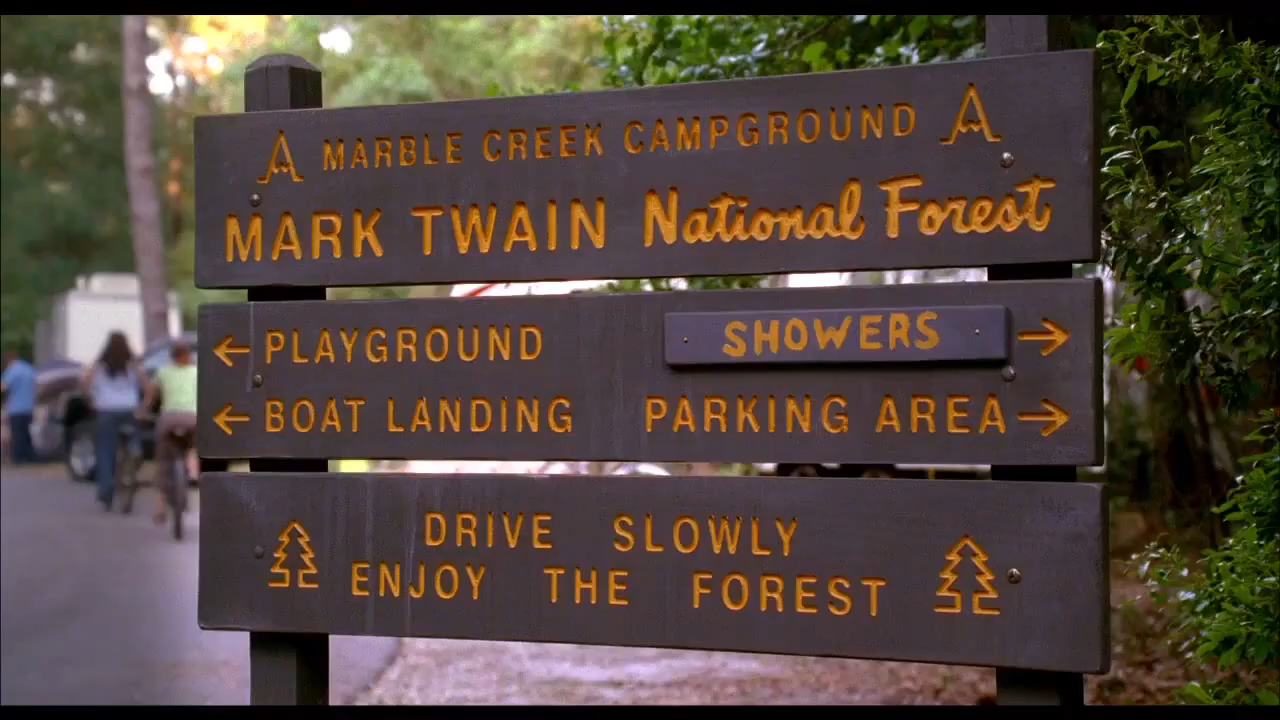 MARBLE CREEK CAMPGROUND
MARK TWAIN National Forest
← PLAYGROUND SHOWERS →
← BOAT LANDING PARKING AREA →
DRIVE SLOWLY
ENJOY THE FOREST